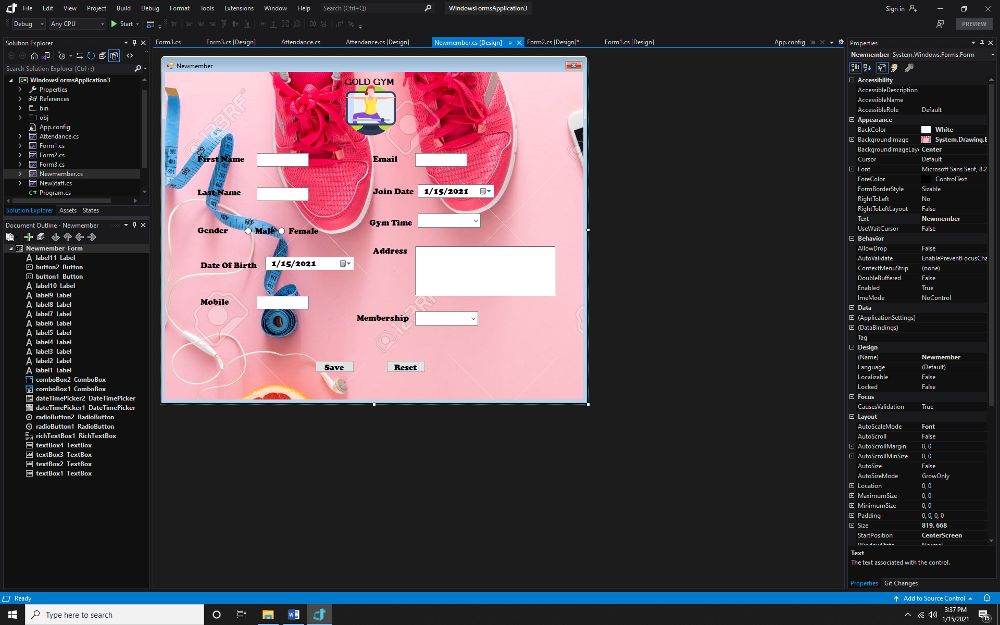 File Edit View Project Build Debug Format Tools Extensions Window Help Search (Ctrl+Q) WindowsFormsApplication3 Sign in
Debug Any CPU Start PREVIEW
Solution Explorer
Search Solution Explorer (Ctrl+;)
WindowsFormsApplication3
Properties
References
bin
obj
App.config
Attendance.cs
Form1.cs
Form2.cs
Form3.cs
Newmember.cs
NewStaff.cs
Program.cs
Solution Explorer Assets States
Document Outline - Newmember
Newmember Form
label11 Label
button2 Button
button1 Button
label10 Label
label9 Label
label8 Label
label7 Label
label6 Label
label5 Label
label4 Label
label3 Label
label2 Label
label1 Label
comboBox2 ComboBox
comboBox1 ComboBox
dateTimePicker2 DateTimePicker
dateTimePicker1 DateTimePicker
radioButton2 RadioButton
radioButton1 RadioButton
richTextBox1 RichTextBox
textBox4 TextBox
textBox3 TextBox
textBox2 TextBox
textBox1 TextBox
Form3.cs Form3.cs [Design] Attendance.cs Attendance.cs [Design] Newmember.cs [Design] Form2.cs [Design]* Form1.cs [Design] App.config
Newmember
GOLD GYM
First Name Email
Last Name Join Date 1/15/2021
Gym Time
Gender Male Female
Address
Date Of Birth 1/15/2021
Mobile
Membership
Save Reset
123RF
123RF
Properties
Newmember System.Windows.Forms.Form
Accessibility
AccessibleDescription
AccessibleName
AccessibleRole Default
Appearance
BackColor White
BackgroundImage System.Drawing.E
BackgroundImageLayo Center
Cursor Default
Font Microsoft Sans Serif, 8.2
ForeColor ControlText
FormBorderStyle Sizable
RightToLeft No
RightToLeftLayout False
Text Newmember
UseWaitCursor False
Behavior
AllowDrop False
AutoValidate EnablePreventFocusCha
ContextMenuStrip (none)
DoubleBuffered False
Enabled True
ImeMode NoControl
Data
(ApplicationSettings)
(DataBindings)
Tag
Design
(Name) Newmember
Language (Default)
Localizable False
Locked False
Focus
CausesValidation True
Layout
AutoScaleMode Font
AutoScroll False
AutoScrollMargin 0, 0
AutoScrollMinSize 0, 0
AutoSize False
AutoSizeMode GrowOnly
Location 0, 0
MaximumSize 0, 0
MinimumSize 0, 0
Padding 0, 0, 0, 0
Size 819, 668
StartPosition CenterScreen
WindowState Normal
Text
The text associated with the control.
Properties Git Changes
Ready Add to Source Control
Type here to search
3:37 PM
1/15/2021
15